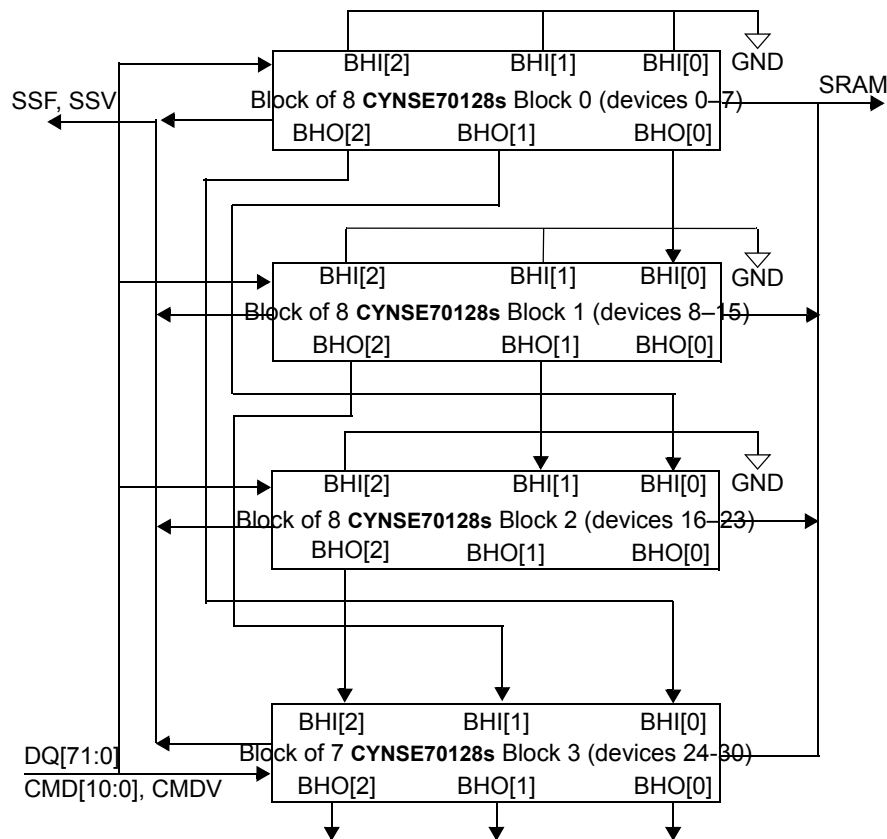 BHI[2] BHI[1] BHI[0] GND
SSF, SSV Block of 8 CYNSE70128s Block 0 (devices 0–7) SRAM
BHO[2] BHO[1] BHO[0]
BHI[2] BHI[1] BHI[0] GND
Block of 8 CYNSE70128s Block 1 (devices 8–15)
BHO[2] BHO[1] BHO[0]
BHI[2] BHI[1] BHI[0] GND
Block of 8 CYNSE70128s Block 2 (devices 16–23)
BHO[2] BHO[1] BHO[0]
BHI[2] BHI[1] BHI[0]
DQ[71:0] Block of 7 CYNSE70128s Block 3 (devices 24-30)
CMD[10:0], CMDV BHO[2] BHO[1] BHO[0]